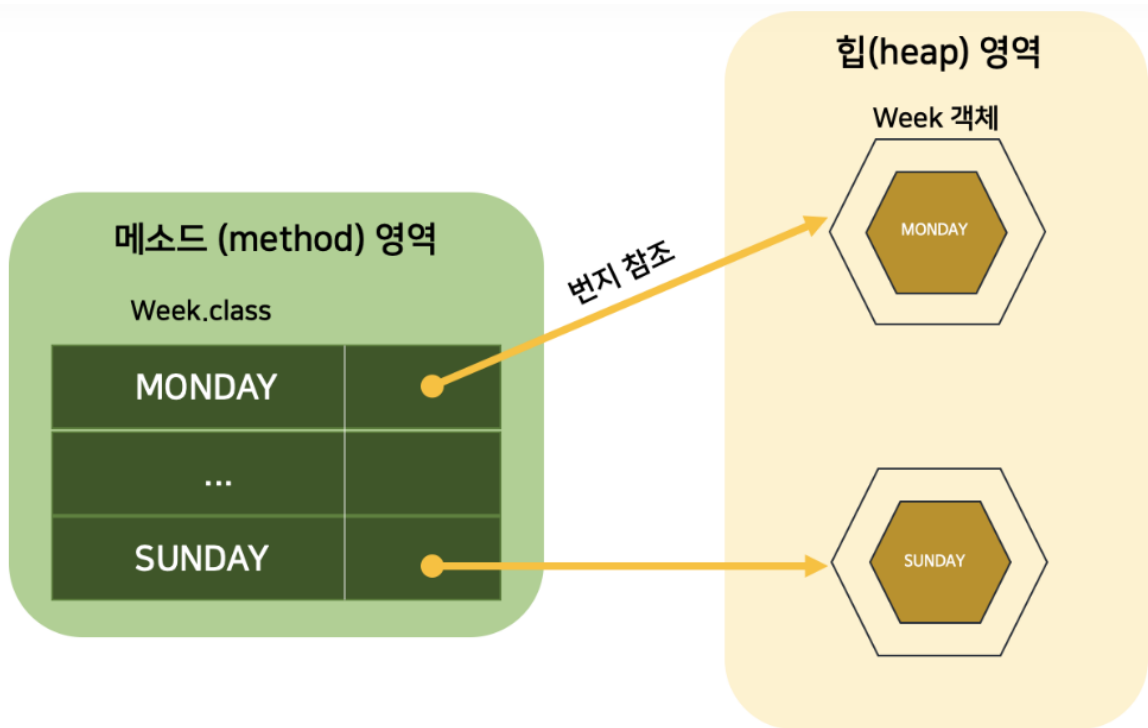 힙(heap) 영역
Week 객체
MONDAY
메소드 (method) 영역
Week.class
번지 참조
MONDAY
...
SUNDAY
SUNDAY